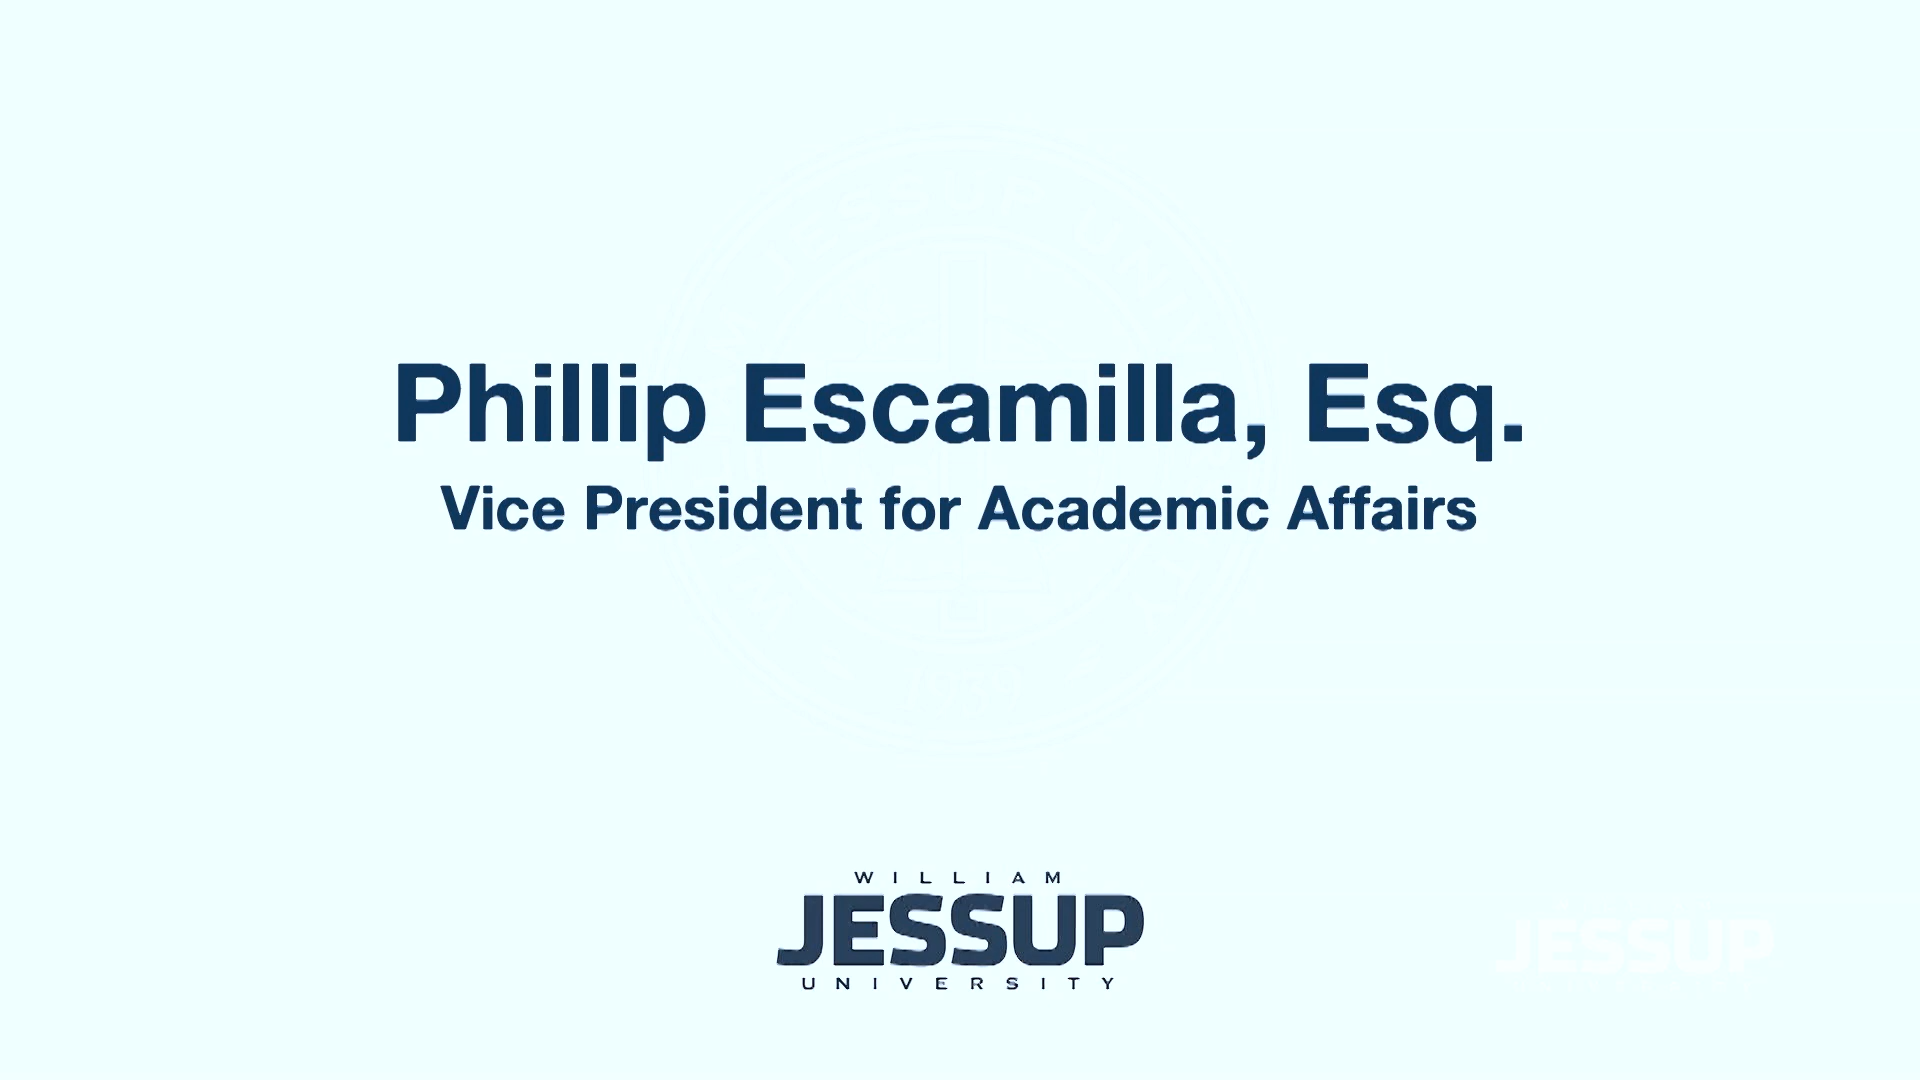 Phillip Escamilla, Esq.
Vice President for Academic Affairs
WILLIAM
JESSUP
UNIVERSITY
JESSUP